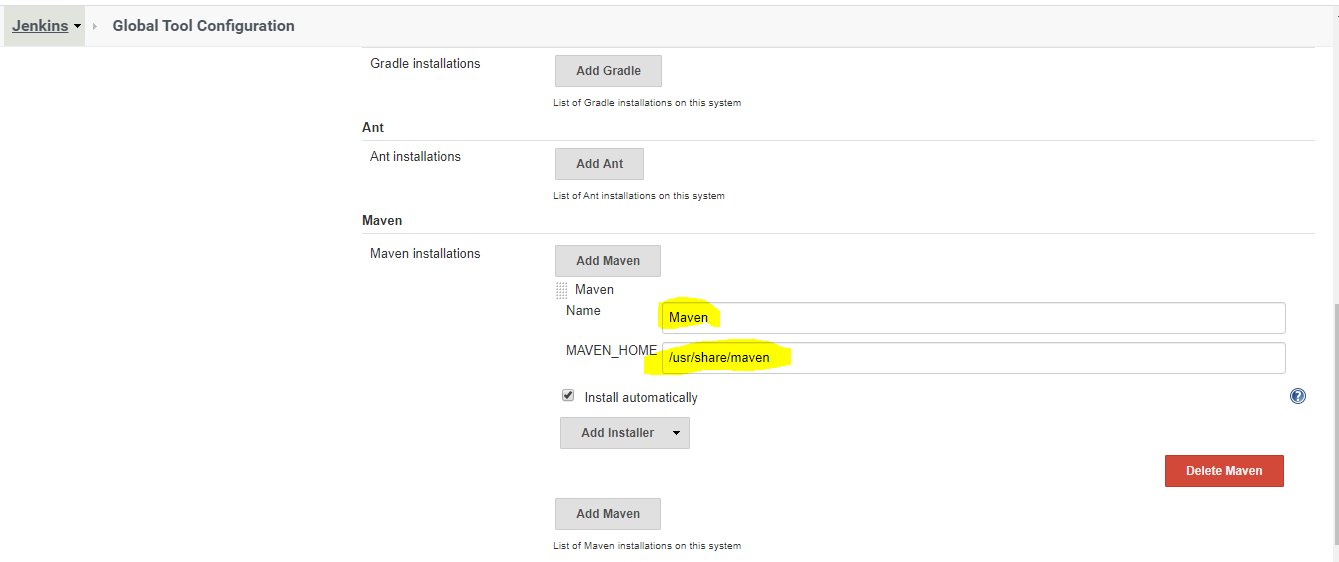 Jenkins Global Tool Configuration
Gradle installations
Add Gradle
List of Gradle installations on this system
Ant
Ant installations
Add Ant
List of Ant installations on this system
Maven
Maven installations
Add Maven
Maven
Name
Maven
MAVEN_HOME
/usr/share/maven
Install automatically
?
Add Installer
Delete Maven
Add Maven
List of Maven installations on this system